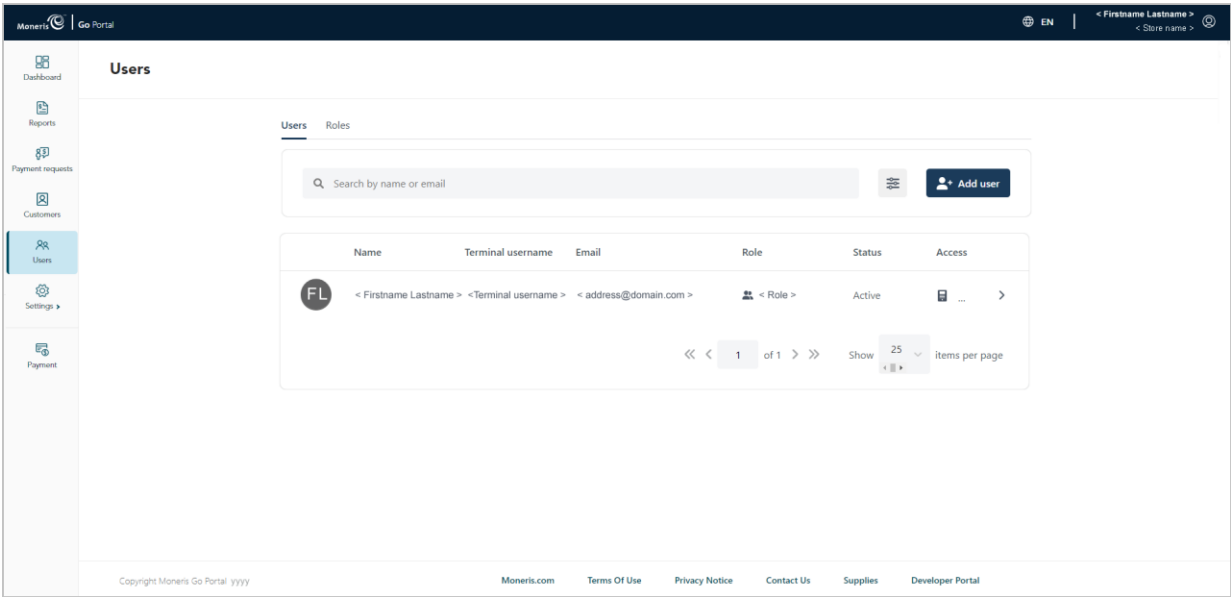 Moneris Go Portal
EN
< Firstname Lastname >
< Store name >
Dashboard
Reports
Payment requests
Customers
Users
Settings
Payment
Users
Users Roles
Search by name or email
Add user
Name Terminal username Email Role Status Access
FL < Firstname Lastname > <Terminal username > < address@domain.com > < Role > Active ...
1 of 1 Show 25 items per page
Copyright Moneris Go Portal yyyy Moneris.com Terms Of Use Privacy Notice Contact Us Supplies Developer Portal